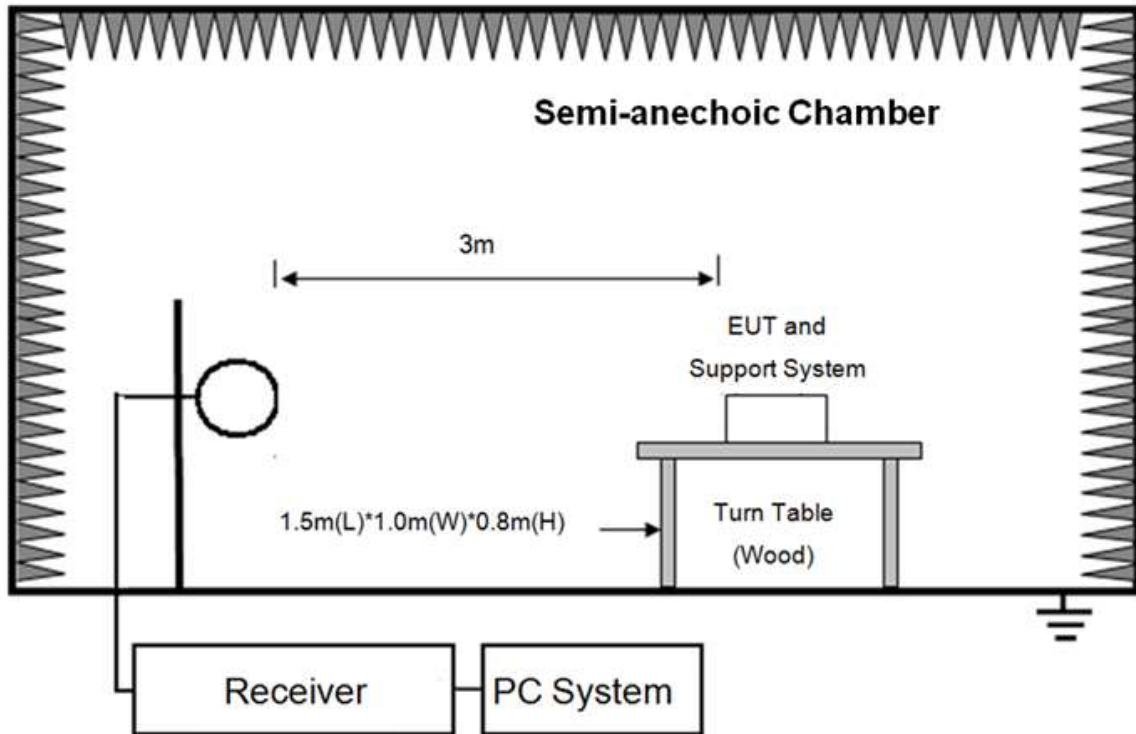 Semi-anechoic Chamber
3m
EUT and
Support System
1.5m(L)*1.0m(W)*0.8m(H)
Turn Table
(Wood)
Receiver
PC System